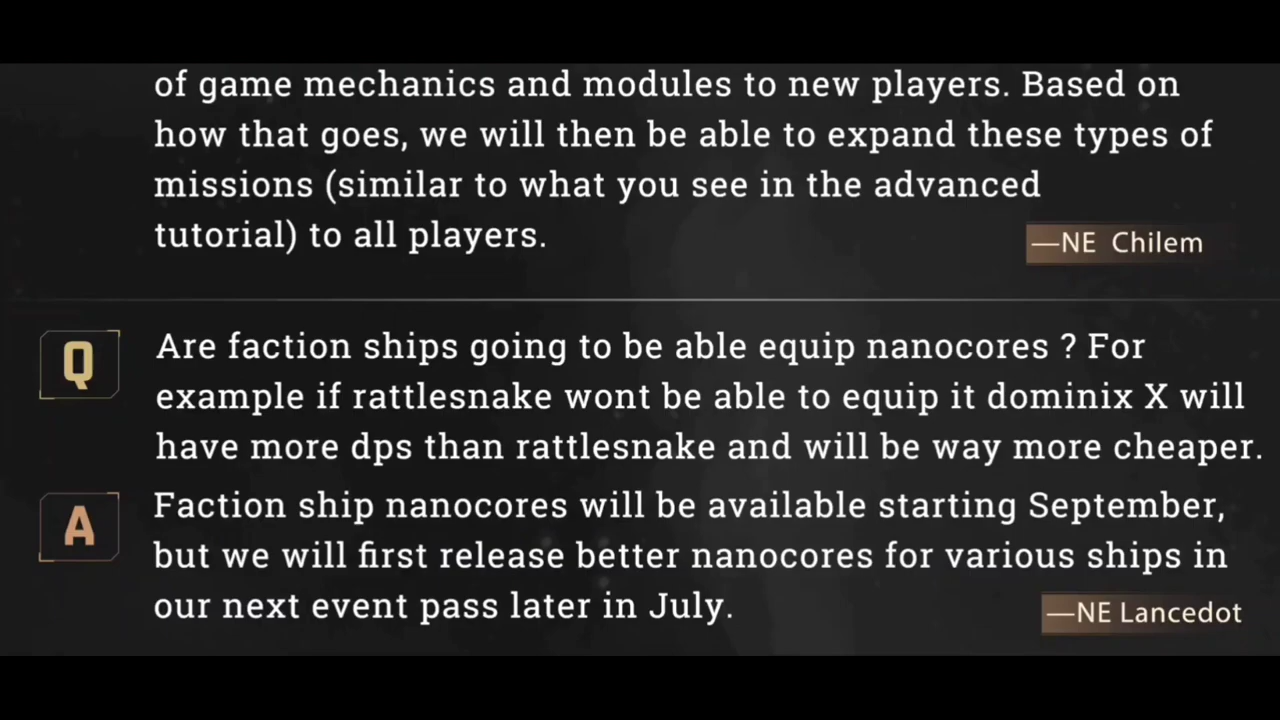 of game mechanics and modules to new players. Based on
how that goes, we will then be able to expand these types of
missions (similar to what you see in the advanced
tutorial) to all players.
—NE Chilem
Q
Are faction ships going to be able equip nanocores ? For
example if rattlesnake wont be able to equip it dominix X will
have more dps than rattlesnake and will be way more cheaper.
A
Faction ship nanocores will be available starting September,
but we will first release better nanocores for various ships in
our next event pass later in July.
—NE Lancedot